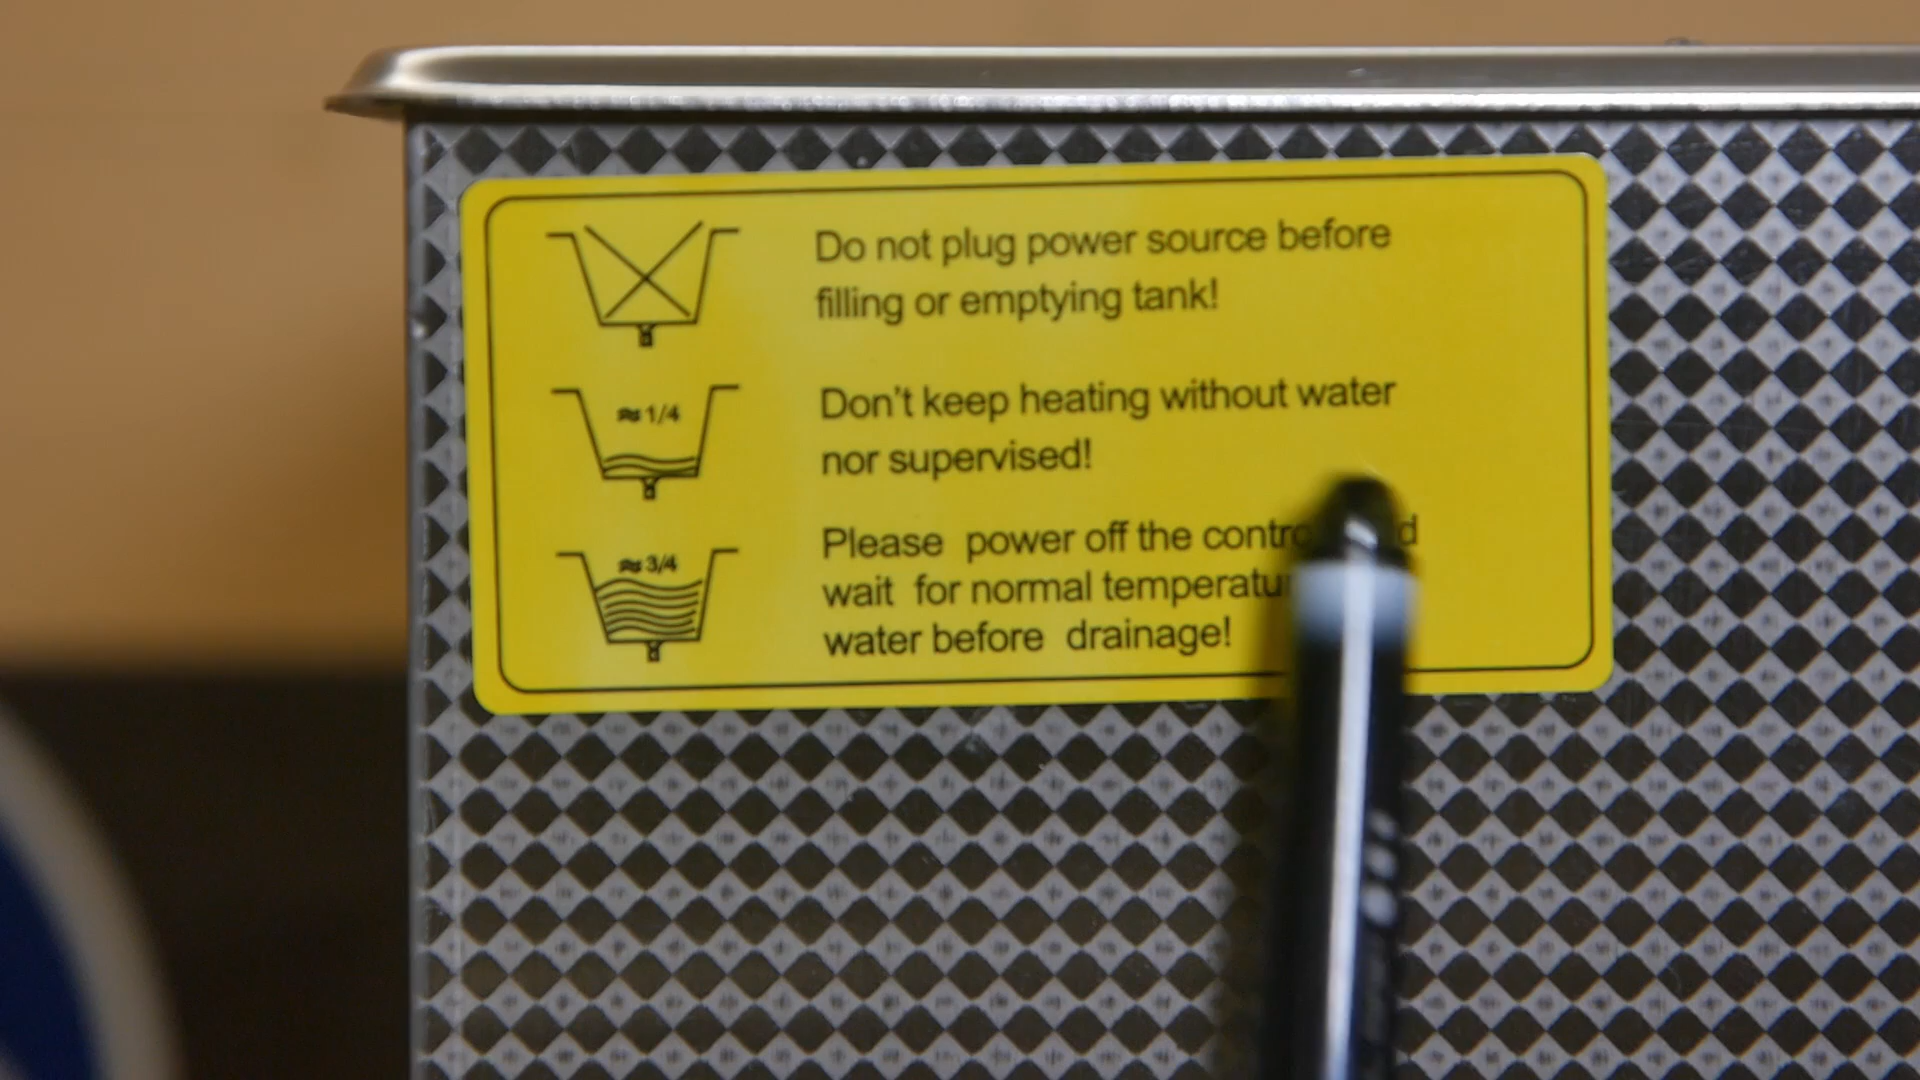 Do not plug power source before
filling or emptying tank!
≈ 1/4
Don't keep heating without water
nor supervised!
≈ 3/4
Please power off the
wait for normal
water before drainage!